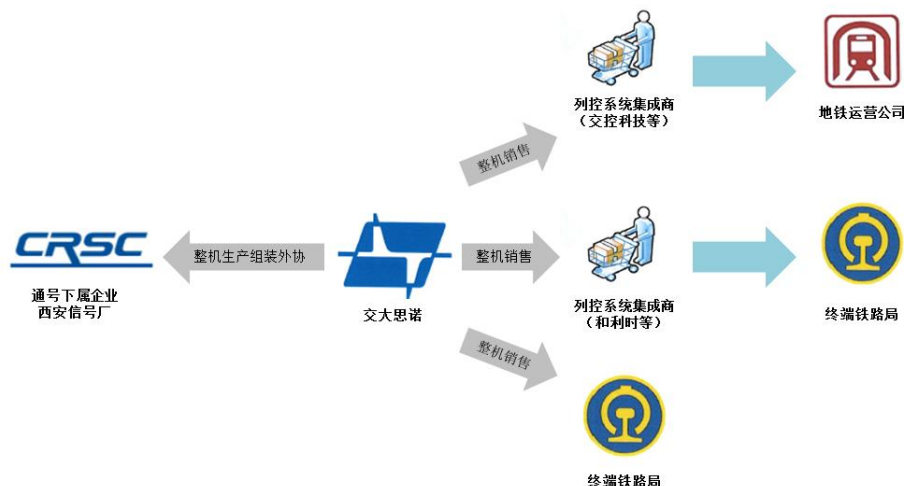 列控系统集成商
（交控科技等）
地铁运营公司
整机销售
CRSC
通号下属企业
西安信号厂
整机生产组装外协
交大思诺
整机销售
列控系统集成商
（和利时等）
终端铁路局
整机销售
终端铁路局